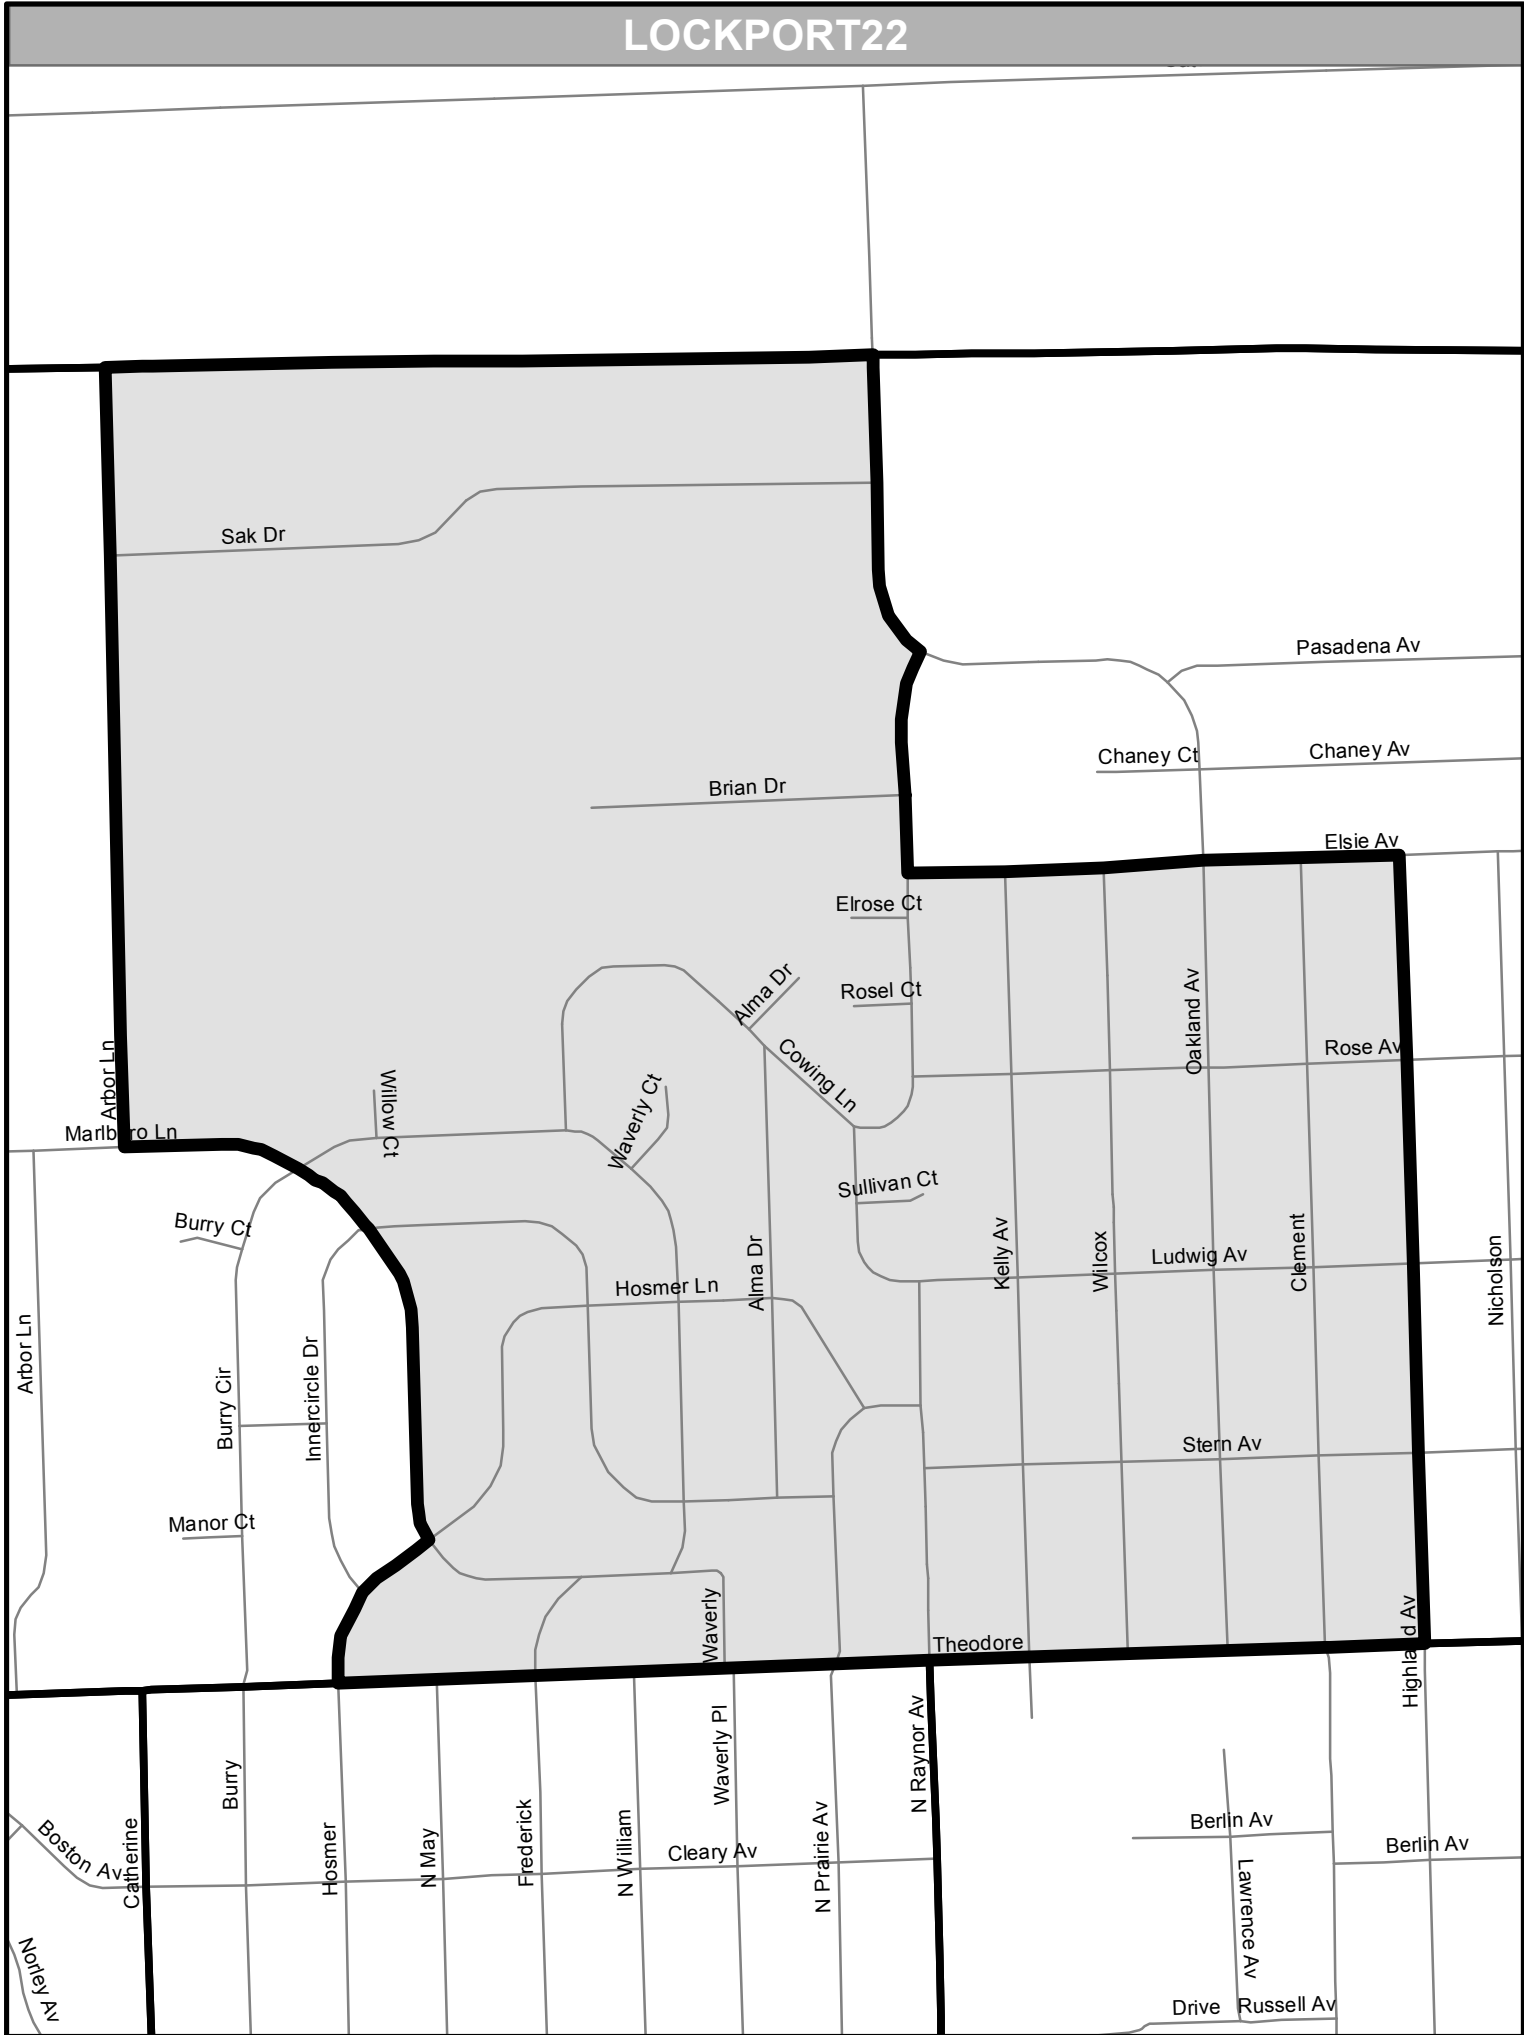 LOCKPORT22
Sak Dr
Pasadena Av
Chaney Ct
Chaney Av
Brian Dr
Elsie Av
Elrose Ct
Alma Dr
Rosel Ct
Oakland Av
Arbor Ln
Rose Av
Cowing Ln
Willow Ct
Waverly Ct
Marlboro Ln
Sullivan Ct
Burry Ct
Kelly Av
Wilcox
Clement
Ludwig Av
Nicholson
Alma Dr
Hosmer Ln
Arbor Ln
Burry Cir
Innercircle Dr
Stern Av
Manor Ct
Waverly
Theodore
Highland Av
N Raynor Av
Waverly Pl
Burry
Boston Av
Catherine
Hosmer
N May
Frederick
N William
Cleary Av
N Prairie Av
Berlin Av
Berlin Av
Lawrence Av
Norley Av
Drive
Russell Av